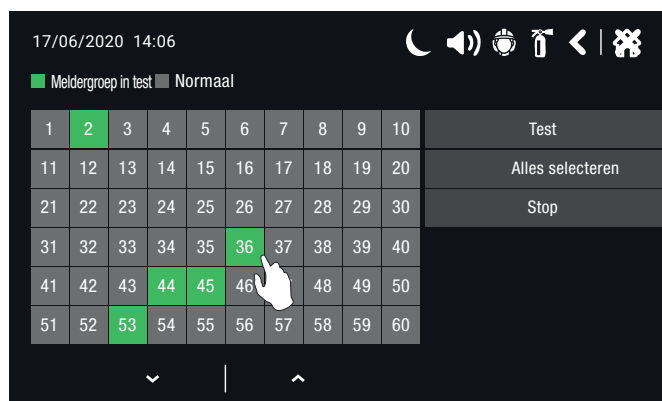 17/06/2020 14:06
Meldergroep in test Normaal
1 2 3 4 5 6 7 8 9 10 Test
11 12 13 14 15 16 17 18 19 20 Alles selecteren
21 22 23 24 25 26 27 28 29 30 Stop
31 32 33 34 35 36 37 38 39 40
41 42 43 44 45 46 48 49 50
51 52 53 54 55 56 57 58 59 60